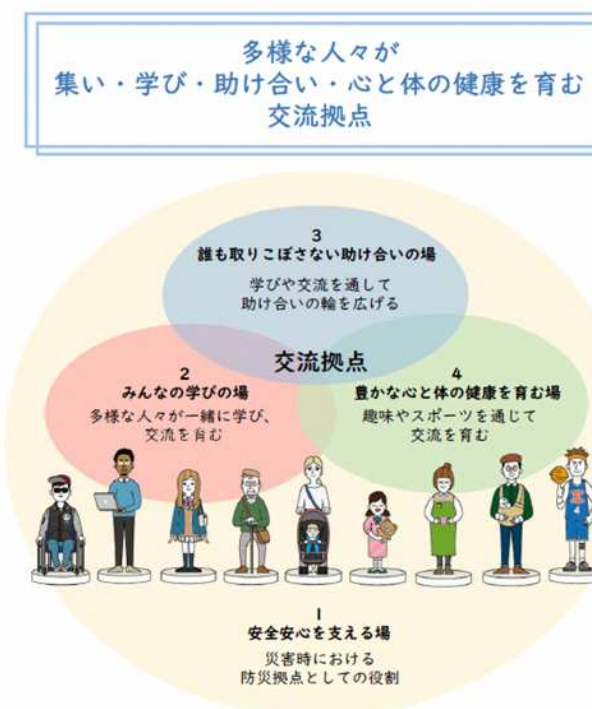 多様な人々が
集い・学び・助け合い・心と体の健康を育む
交流拠点
3
誰も取りこぼさない助け合いの場
学びや交流を通して
助け合いの輪を広げる
交流拠点
2
みんなの学びの場
多様な人々が一緒に学び、
交流を育む
4
豊かな心と体の健康を育む場
趣味やスポーツを通じて
交流を育む
1
安全安心を支える場
災害時における
防災拠点としての役割